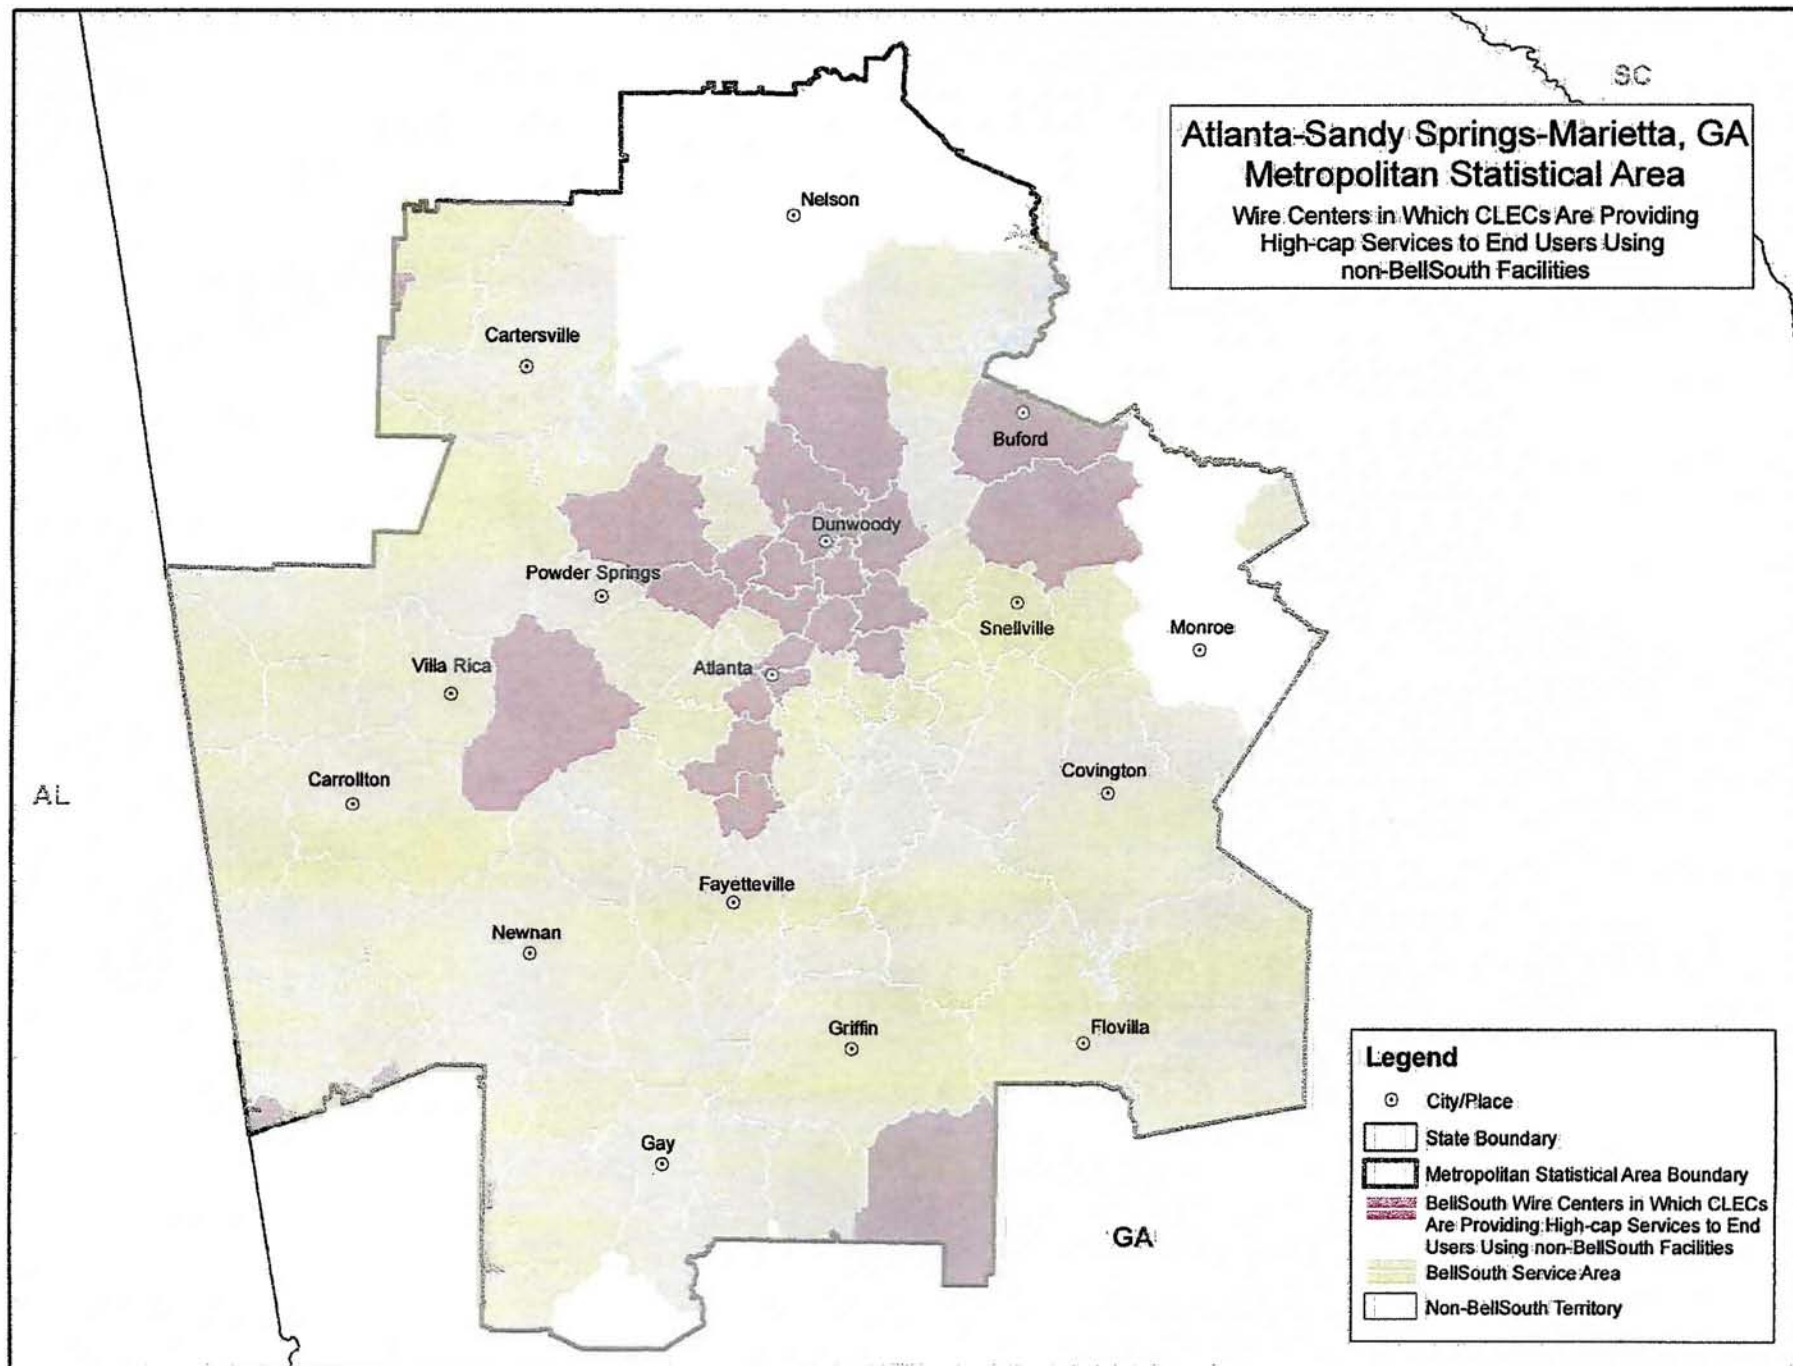 SC
Atlanta-Sandy Springs-Marietta, GA
Metropolitan Statistical Area
Wire Centers in Which CLECs Are Providing
High-cap Services to End Users Using
non-BellSouth Facilities
Nelson
Cartersville
Buford
Dunwoody
Powder Springs
Snellville
Monroe
Villa Rica
Atlanta
Carrollton
Covington
AL
Fayetteville
Newnan
Griffin
Flovilla
Gay
GA
Legend
City/Place
State Boundary
Metropolitan Statistical Area Boundary
BellSouth Wire Centers in Which CLECs
Are Providing High-cap Services to End
Users Using non-BellSouth Facilities
BellSouth Service Area
Non-BellSouth Territory